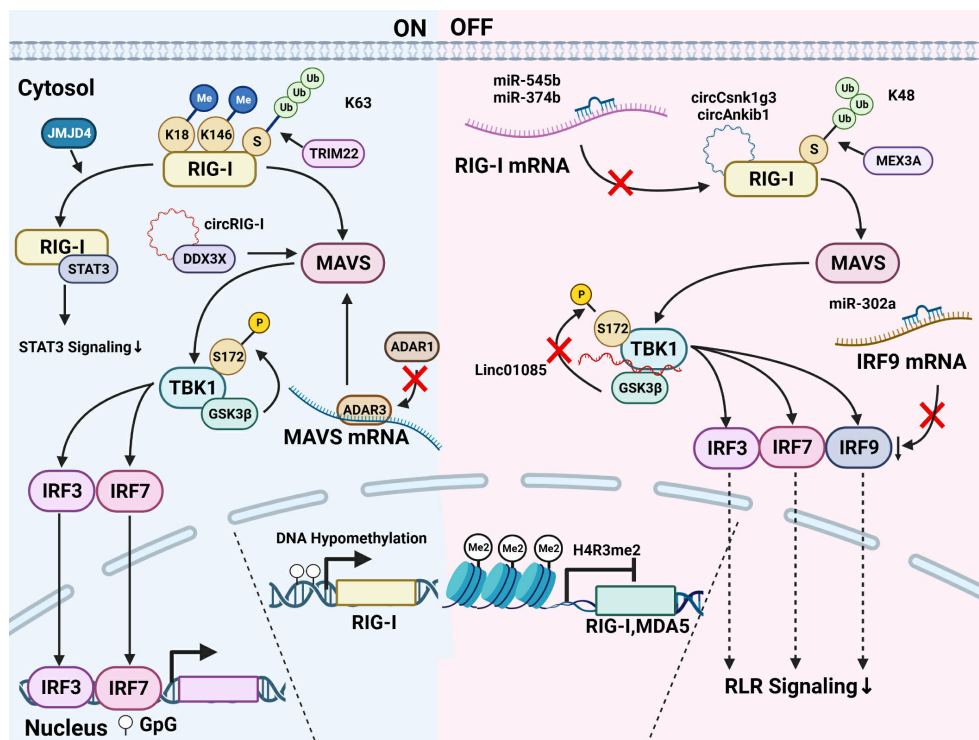 ON
OFF
Cytosol
JMJD4
Me
Me
K18
K146
S
Ub
Ub
Ub
K63
TRIM22
RIG-I
RIG-I
STAT3
STAT3 Signaling↓
circRIG-I
DDX3X
MAVS
P
S172
TBK1
GSK3β
ADAR1
ADAR3
MAVS mRNA
IRF3
IRF7
DNA Hypomethylation
RIG-I
IRF3
IRF7
Nucleus
GpG
miR-545b
miR-374b
RIG-I mRNA
circCsnk1g3
circAnkib1
Ub
Ub
Ub
K48
S
MEX3A
RIG-I
MAVS
P
S172
TBK1
Linc01085
GSK3β
miR-302a
IRF9 mRNA
IRF3
IRF7
IRF9
↓
Me2
Me2
Me2
H4R3me2
RIG-I,MDA5
RLR Signaling↓